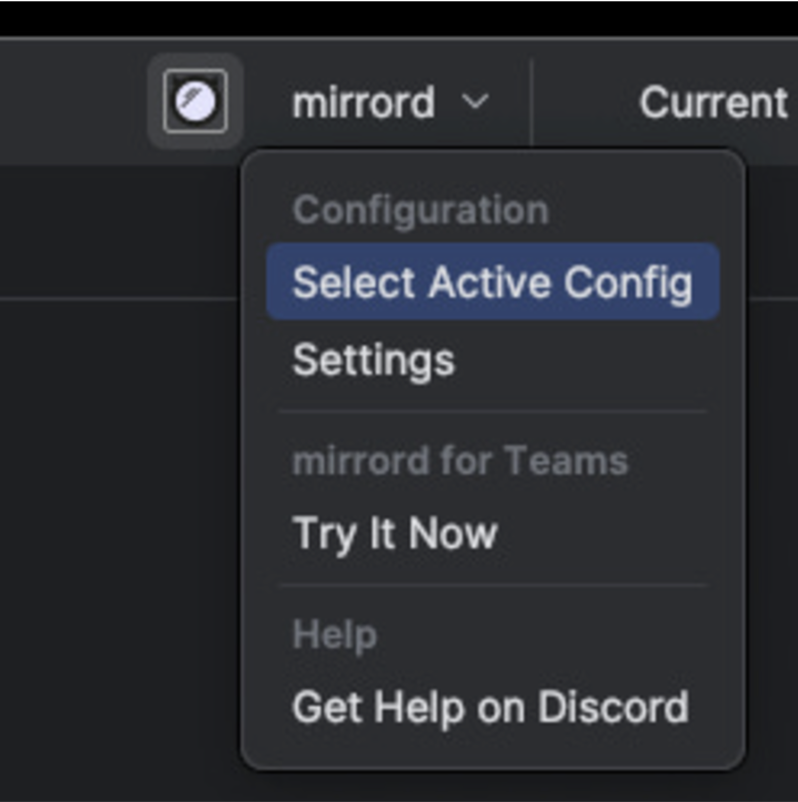 mirrord Current
Configuration
Select Active Config
Settings
mirrord for Teams
Try It Now
Help
Get Help on Discord